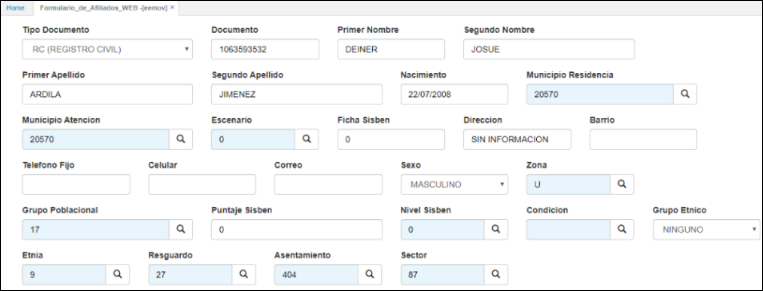 Home Formulario_de_Afiliados_WEB -[eemov] ×
Tipo Documento Documento Primer Nombre Segundo Nombre
RC (REGISTRO CIVIL) 1063593532 DEINER JOSUE
Primer Apellido Segundo Apellido Nacimiento Municipio Residencia
ARDILA JIMENEZ 22/07/2008 20570
Municipio Atencion Escenario Ficha Sisben Direccion Barrio
20570 0 0 SIN INFORMACION
Telefono Fijo Celular Correo Sexo Zona
MASCULINO U
Grupo Poblacional Puntaje Sisben Nivel Sisben Condicion Grupo Etnico
17 0 0 NINGUNO
Etnia Resguardo Asentamiento Sector
9 27 404 87